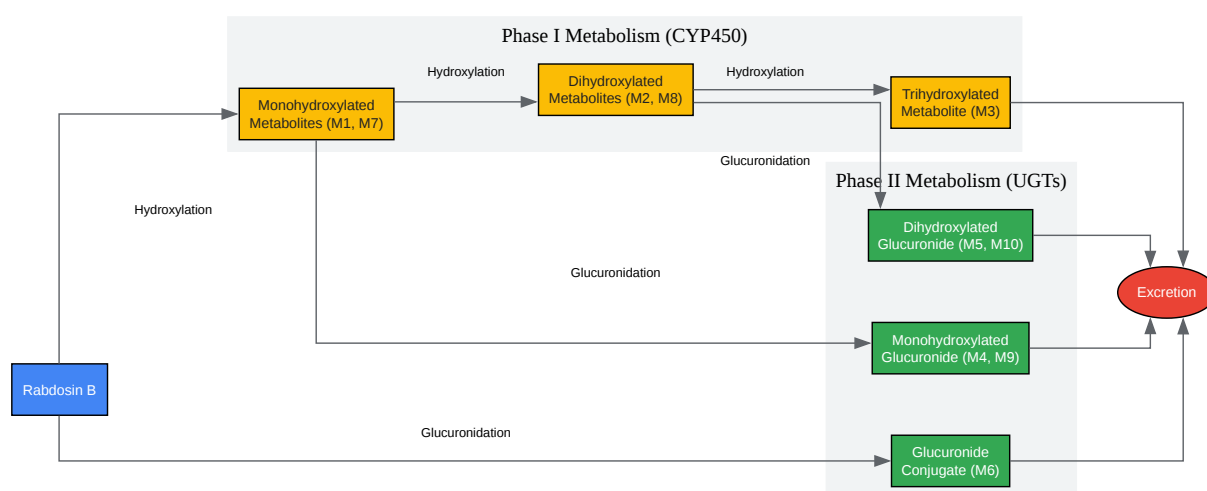 Phase I Metabolism (CYP450)
Hydroxylation
Hydroxylation
Monohydroxylated
Metabolites (M1, M7)
Dihydroxylated
Metabolites (M2, M8)
Trihydroxylated
Metabolite (M3)
Glucuronidation
Phase II Metabolism (UGTs)
Hydroxylation
Dihydroxylated
Glucuronide (M5, M10)
Glucuronidation
Excretion
Monohydroxylated
Glucuronide (M4, M9)
Rabdosin B
Glucuronidation
Glucuronide
Conjugate (M6)